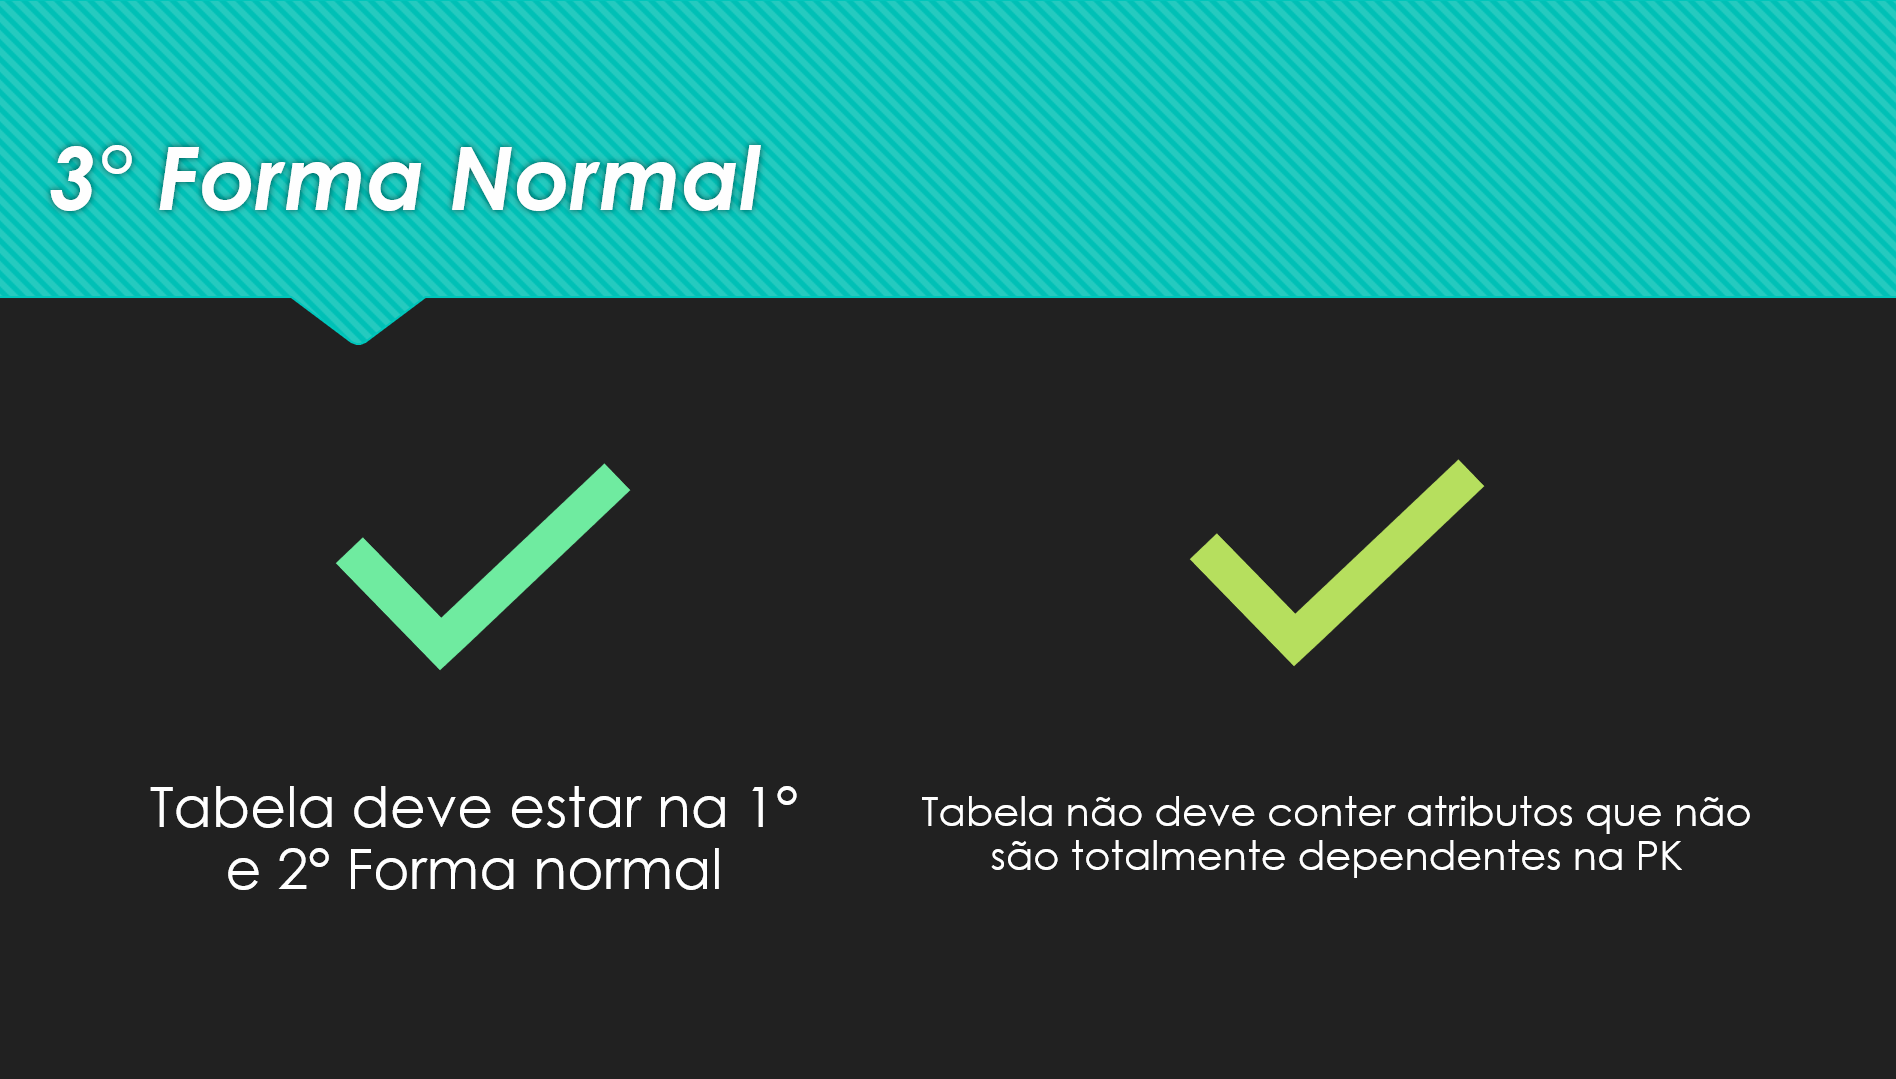 3° Forma Normal
Tabela deve estar na 1°
e 2° Forma normal
Tabela não deve conter atributos que não
são totalmente dependentes na PK